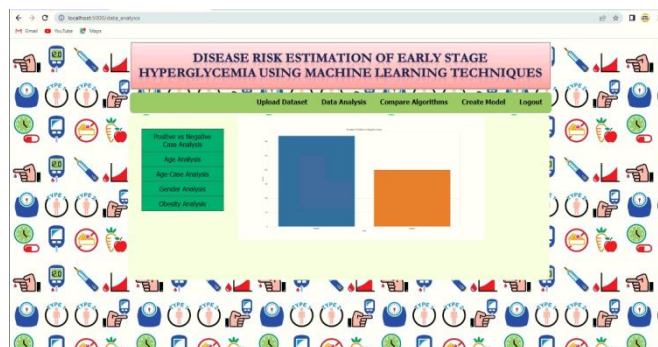 localhost:5000/data_analysis
Gmail YouTube Maps
DISEASE RISK ESTIMATION OF EARLY STAGE
HYPERGLYCEMIA USING MACHINE LEARNING TECHNIQUES
Upload Dataset Data Analysis Compare Algorithms Create Model Logout
Positive vs Negative
Case Analysis
Age Analysis
Age-Case Analysis
Gender Analysis
Obesity Analysis